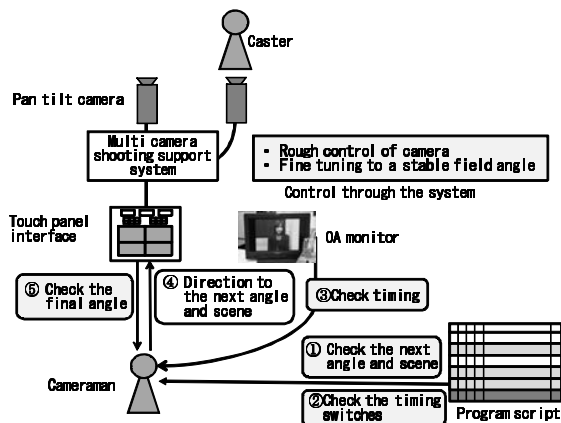 Caster
Pan tilt camera
Multi camera
shooting support
system
・ Rough control of camera
・ Fine tuning to a stable field angle
Control through the system
Touch panel
interface
OA monitor
⑤ Check the
final angle
④ Direction to
the next angle
and scene
③Check timing
① Check the next
angle and scene
Cameraman
②Check the timing
switches
Program script